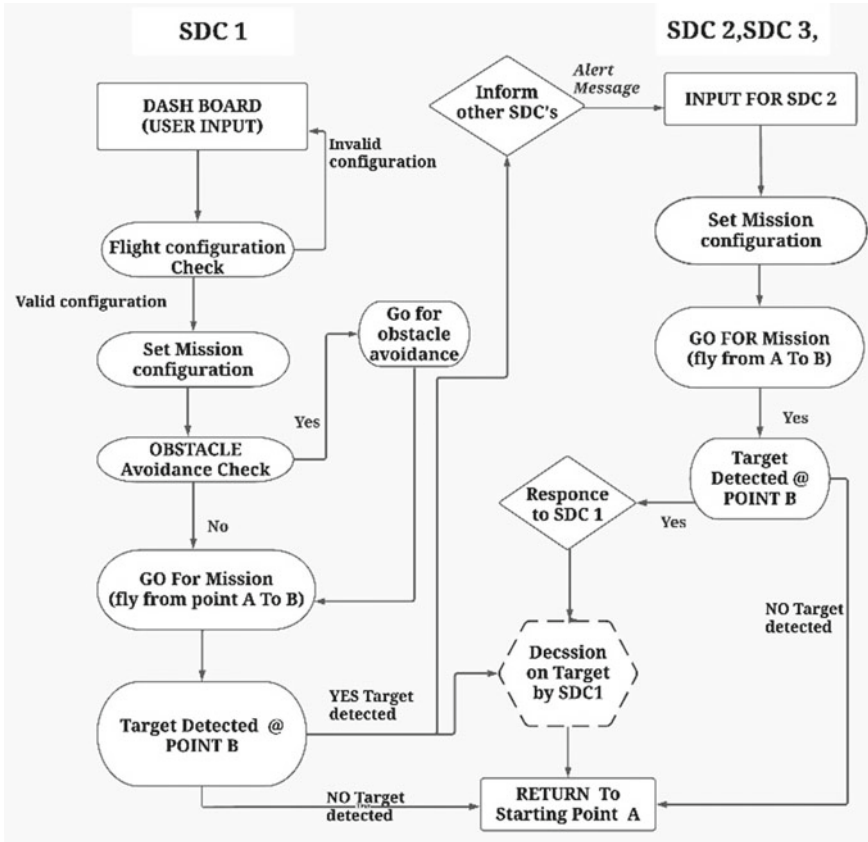 SDC 1
DASH BOARD
(USER INPUT)
Invalid
configuration
Flight configuration
Check
Valid configuration
Set Mission
configuration
Go for
obstacle
avoidance
Yes
OBSTACLE
Avoidance Check
No
GO For Mission
(fly from point A To B)
Target Detected @
POINT B
YES Target
detected
NO Target
detected
Inform
other SDC's
Alert
Message
SDC 2,SDC 3,
INPUT FOR SDC 2
Set Mission
configuration
GO FOR Mission
(fly from A To B)
Yes
Target
Detected @
POINT B
Yes
Responce
to SDC 1
NO Target
detected
Decssion
on Target
by SDC1
RETURN To
Starting Point A